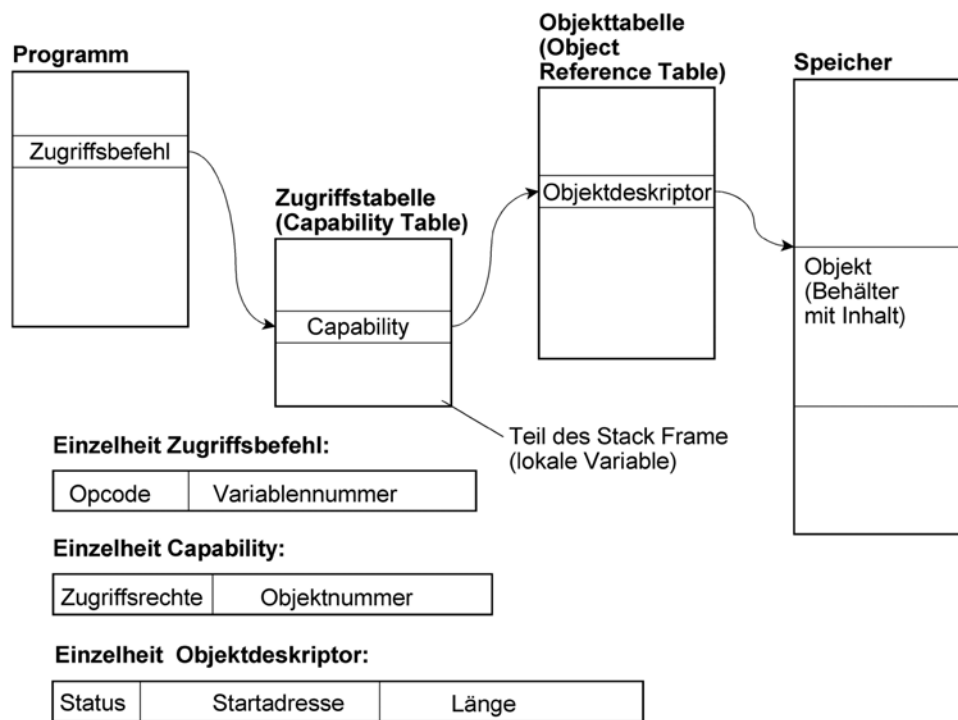 Programm
Zugriffsbefehl
Zugriffstabelle
(Capability Table)
Capability
Teil des Stack Frame
(lokale Variable)
Objekttabelle
(Object
Reference Table)
Objektdeskriptor
Speicher
Objekt
(Behälter
mit Inhalt)
Einzelheit Zugriffsbefehl:
Opcode Variablennummer
Einzelheit Capability:
Zugriffsrechte Objektnummer
Einzelheit Objektdeskriptor:
Status Startadresse Länge